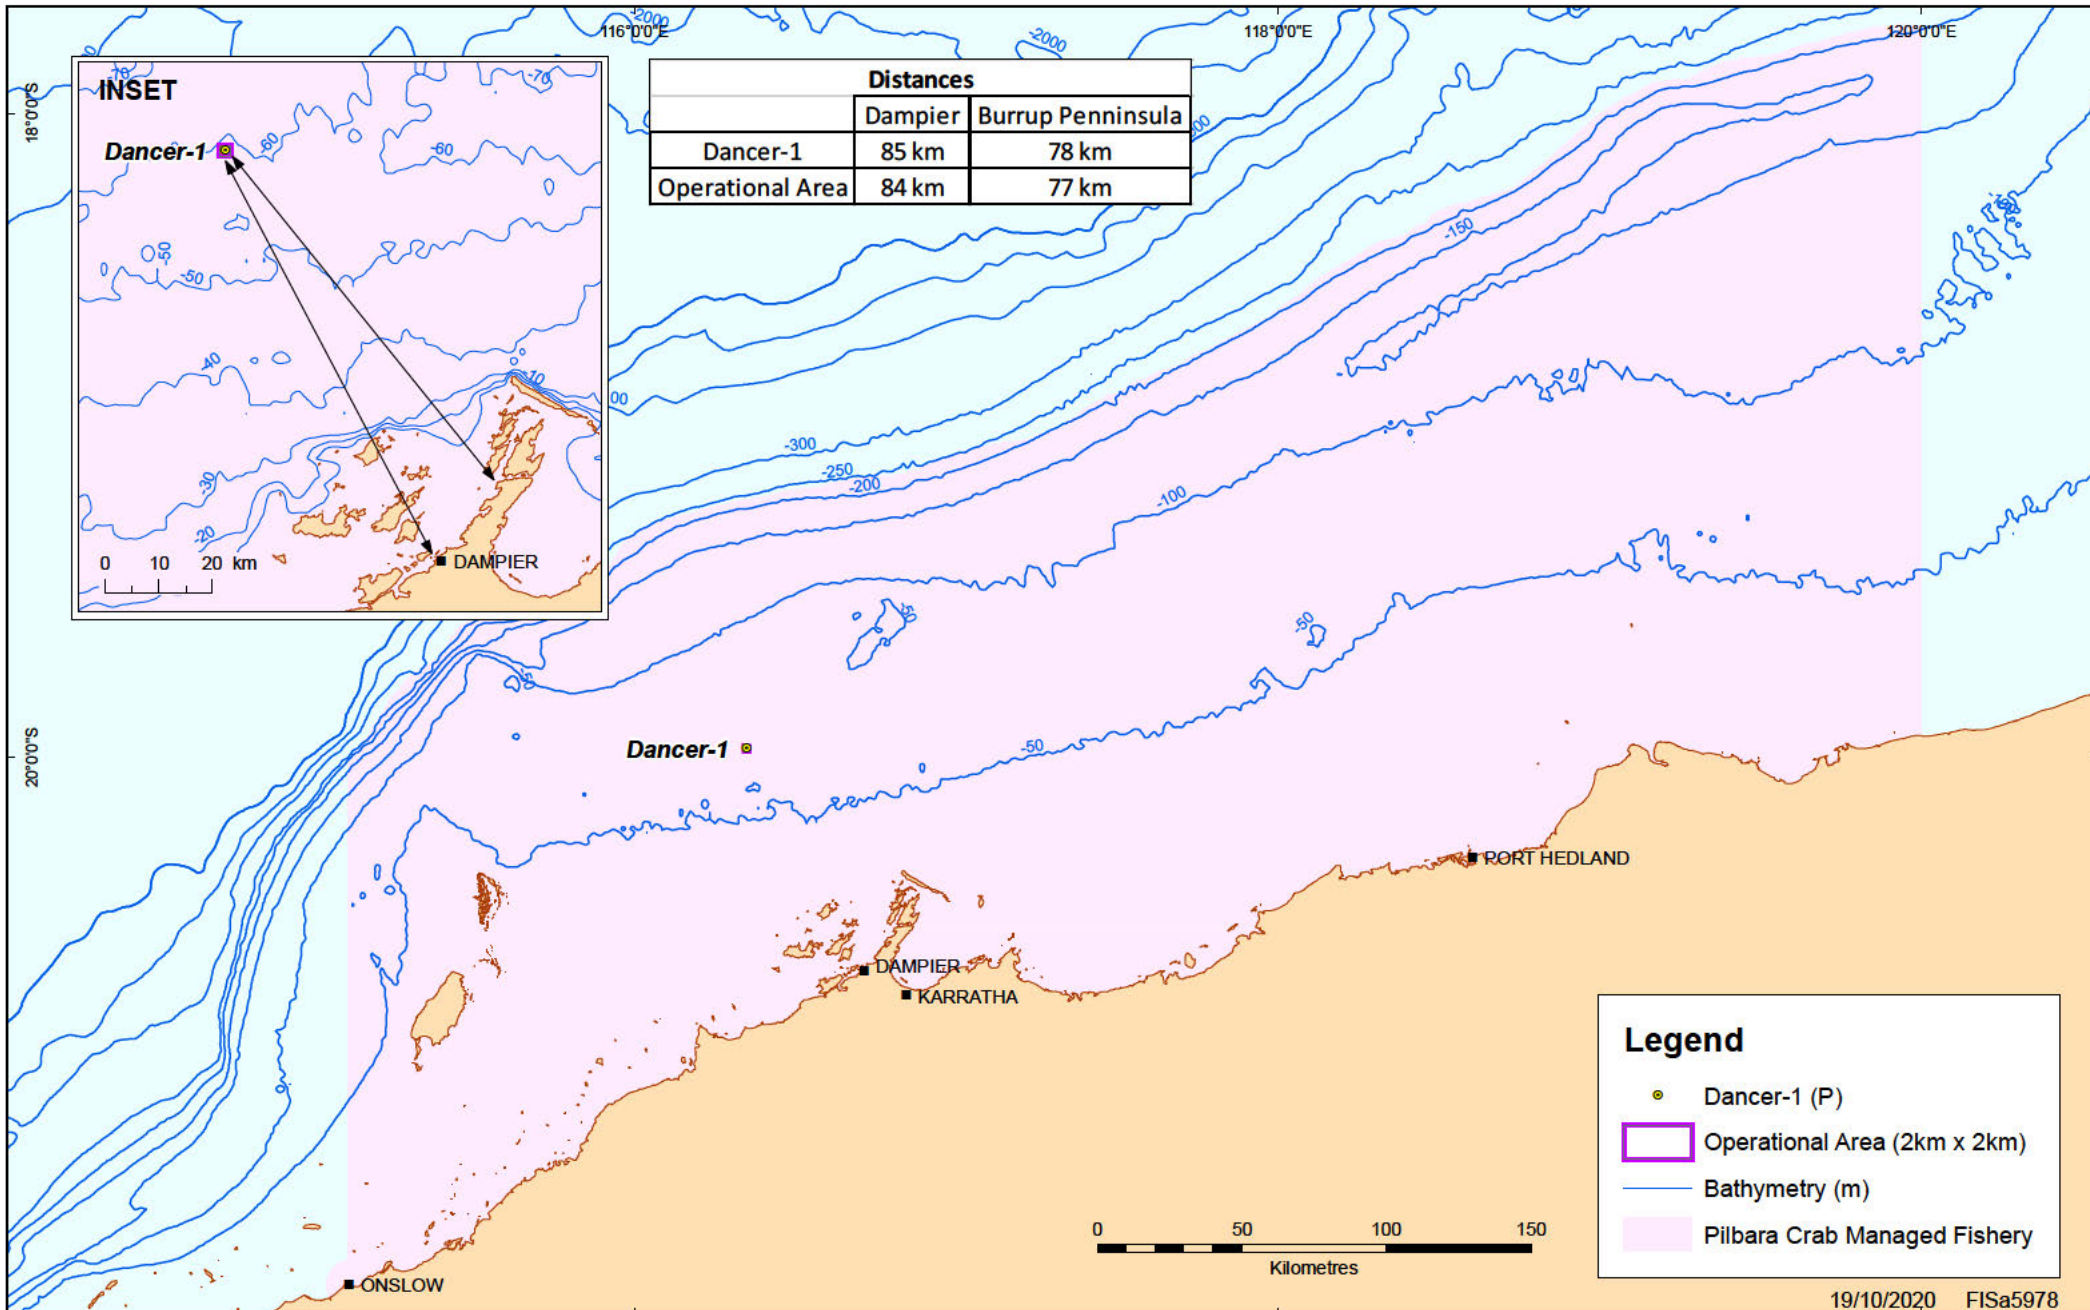 116°0'0"E
118°0'0"E
120°0'0"E
18°0'0"S
20°0'0"S
-2000
-2000
INSET
-70
-70
Dancer-1
-60
-60
-50
-50
-40
-10
-30
-20
0 10 20 km
DAMPIER
Distances
Dampier Burrup Penninsula
Dancer-1 85 km 78 km
Operational Area 84 km 77 km
00
-300
-250
-200
-150
-100
-50
-50
-50
Dancer-1
PORT HEDLAND
DAMPIER
KARRATHA
ONSLOW
0 50 100 150
Kilometres
Legend
Dancer-1 (P)
Operational Area (2km x 2km)
Bathymetry (m)
Pilbara Crab Managed Fishery
19/10/2020 FISa5978